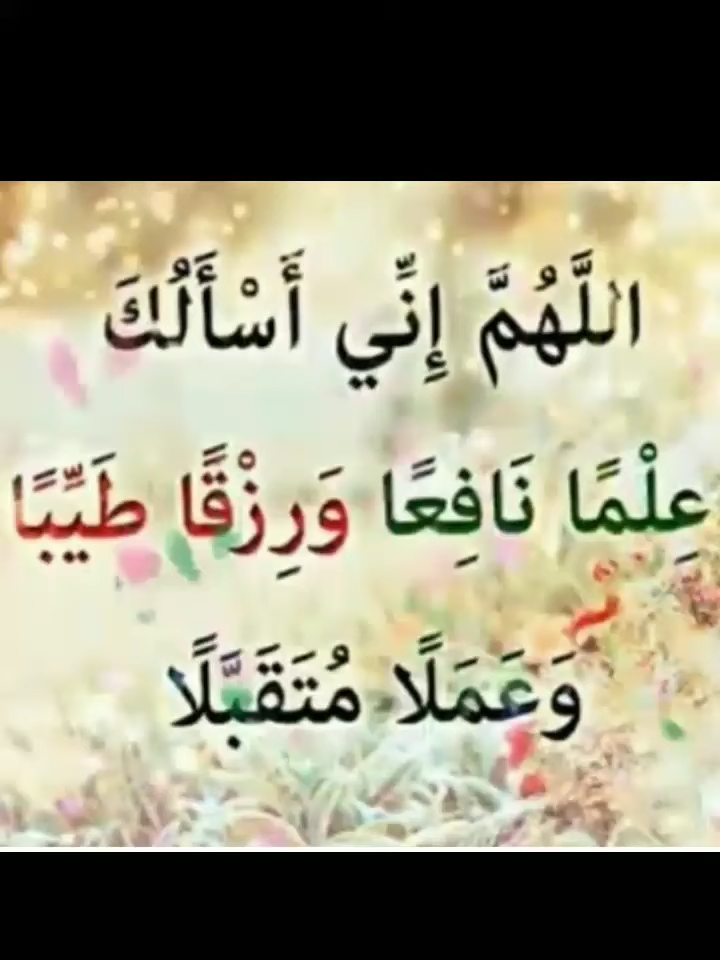 اللَّهُمَّ إِنِّي أَسْأَلُكَ
عِلْمًا نَافِعًا وَرِزْقًا طَيِّبًا
وَعَمَلًا مُتَقَبَّلًا